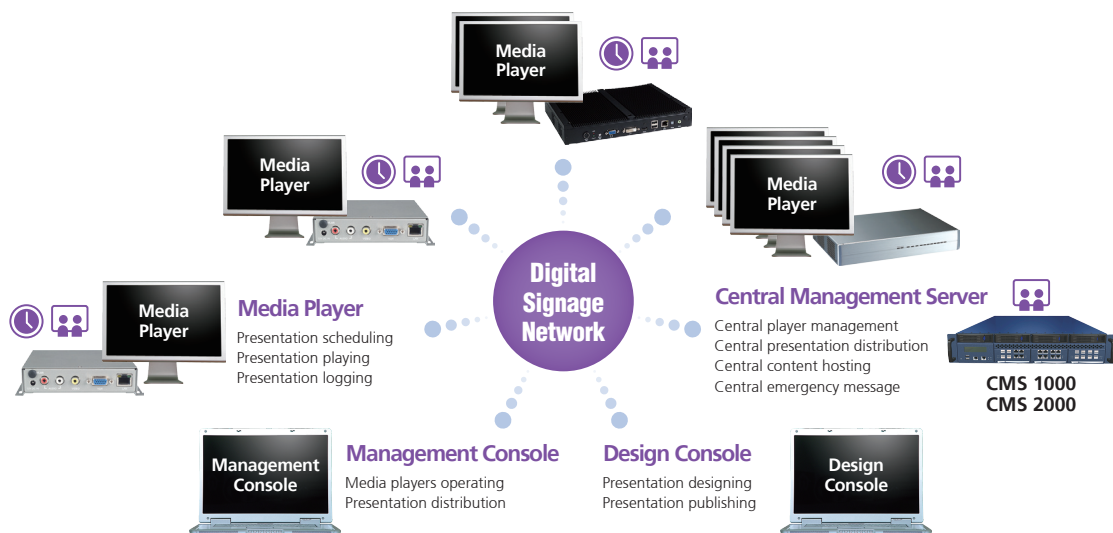 Media
Player
Media
Player
Media
Player
Digital
Signage
Network
Media
Player
Media Player
Presentation scheduling
Presentation playing
Presentation logging
Central Management Server
Central player management
Central presentation distribution
Central content hosting
Central emergency message
CMS 1000
CMS 2000
Management
Console
Management Console
Media players operating
Presentation distribution
Design Console
Presentation designing
Presentation publishing
Design
Console